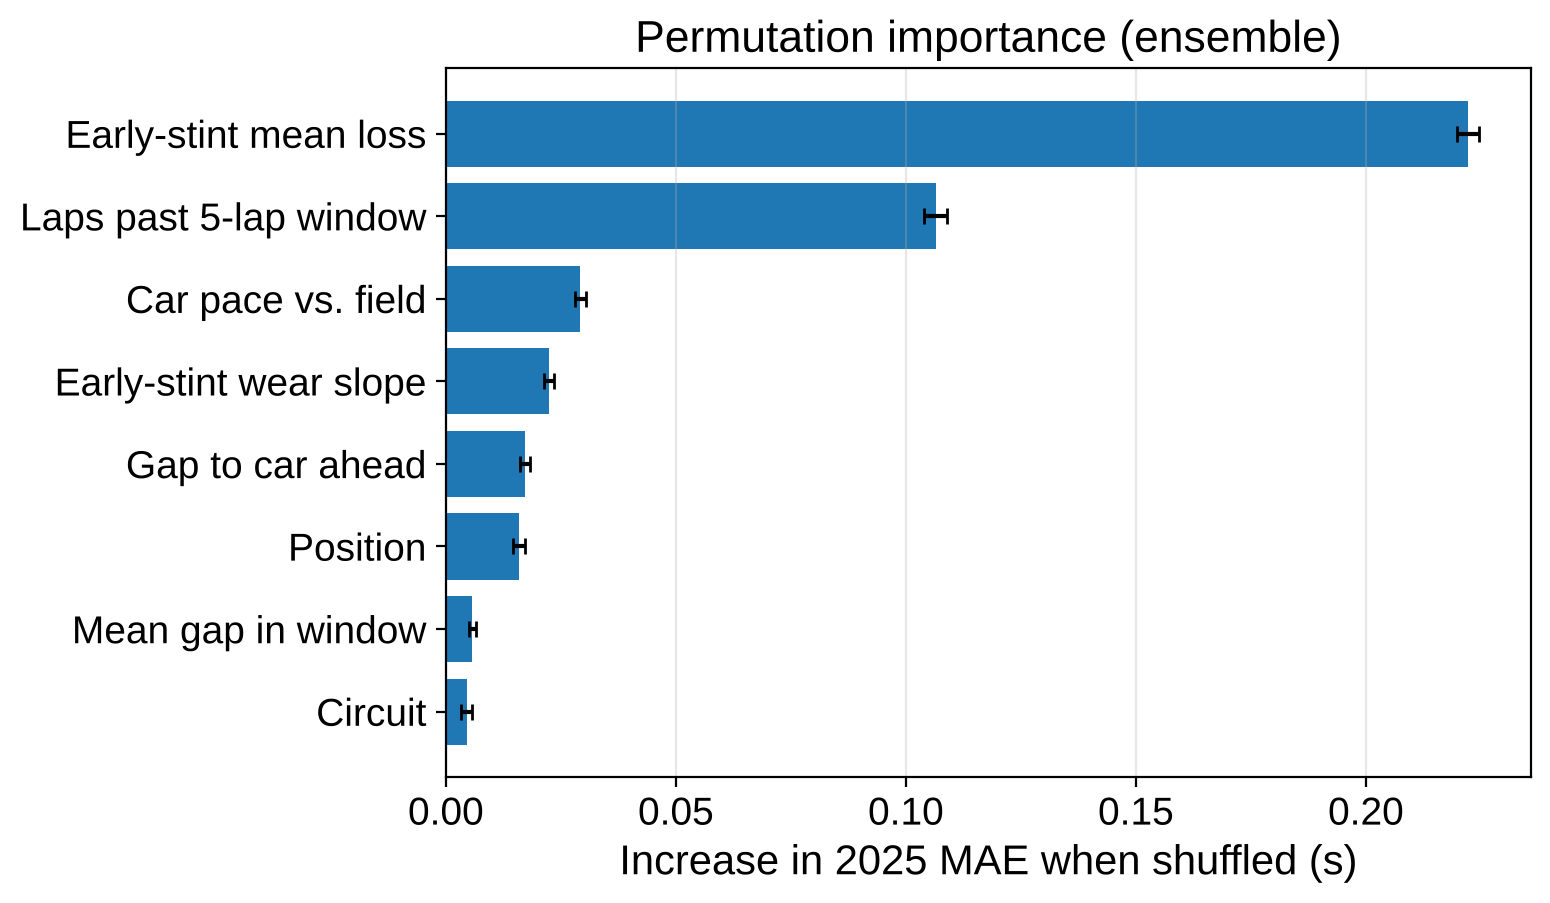 Permutation importance (ensemble)
Early-stint mean loss
Laps past 5-lap window
Car pace vs. field
Early-stint wear slope
Gap to car ahead
Position
Mean gap in window
Circuit
0.00 0.05 0.10 0.15 0.20
Increase in 2025 MAE when shuffled (s)